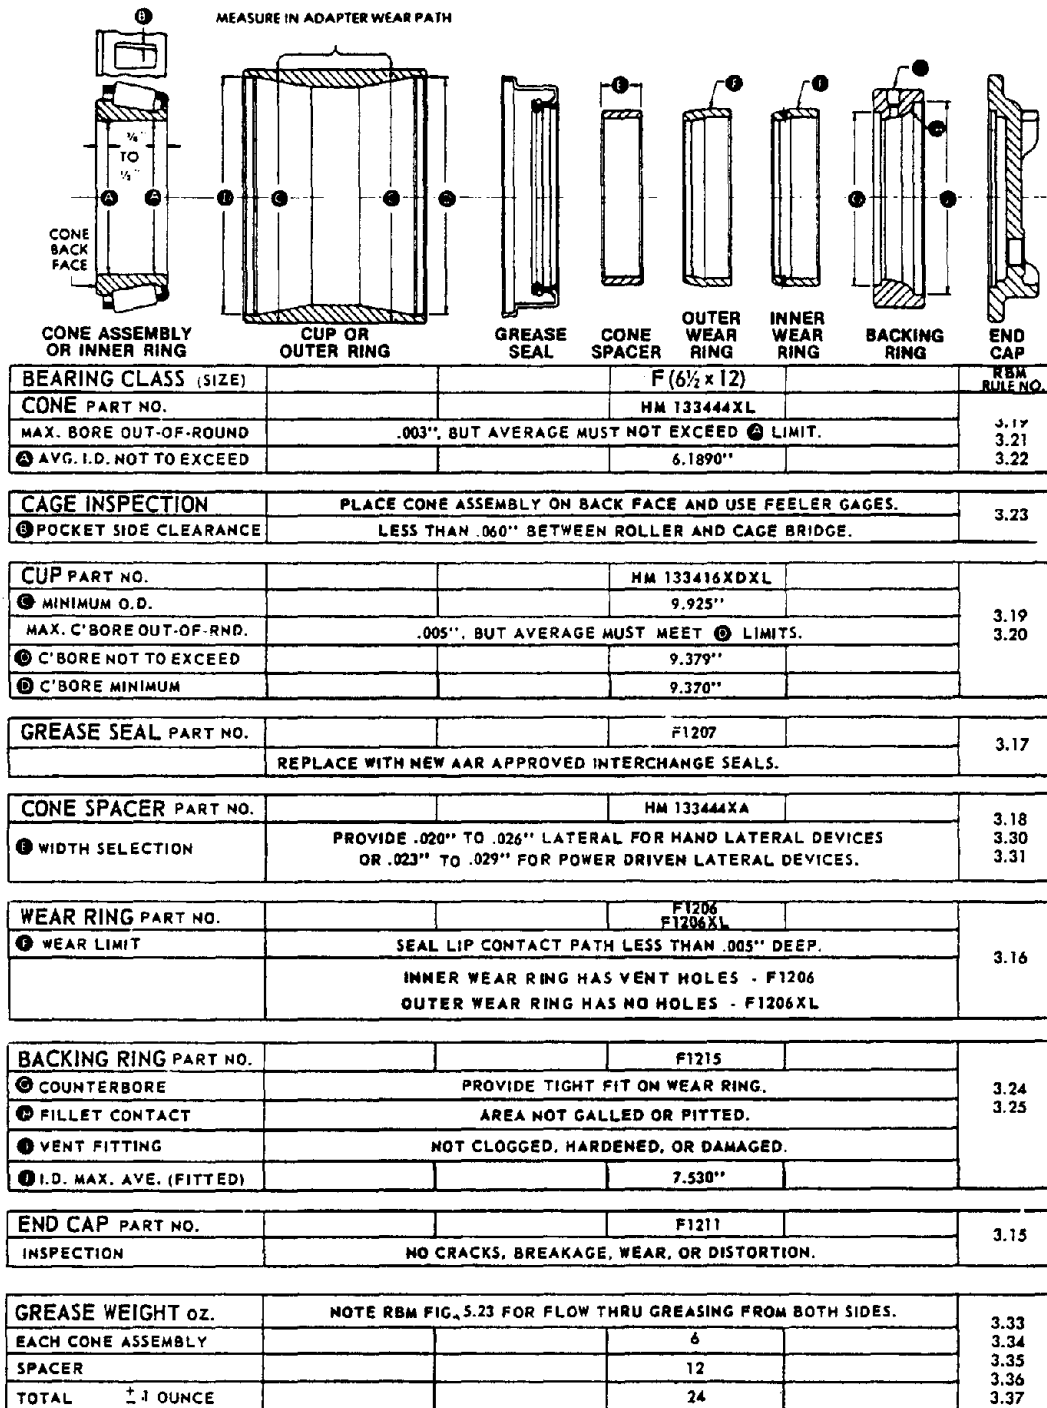 B
MEASURE IN ADAPTER WEAR PATH
E
F
F
3/4"
TO
1/2"
A
A
D
C
C
D
G
CONE
BACK
FACE
CONE ASSEMBLY
OR INNER RING
CUP OR
OUTER RING
GREASE
SEAL
CONE
SPACER
OUTER
WEAR
RING
INNER
WEAR
RING
BACKING
RING
END
CAP
BEARING CLASS (SIZE) F (6½ x 12) RBM RULE NO.
CONE PART NO. HM 133444XL 3.19
MAX. BORE OUT-OF-ROUND .003", BUT AVERAGE MUST NOT EXCEED A LIMIT. 3.21
A AVG. I.D. NOT TO EXCEED 6.1890" 3.22
CAGE INSPECTION PLACE CONE ASSEMBLY ON BACK FACE AND USE FEELER GAGES. 3.23
B POCKET SIDE CLEARANCE LESS THAN .060" BETWEEN ROLLER AND CAGE BRIDGE.
CUP PART NO. HM 133416XDXL
C MINIMUM O.D. 9.925" 3.19
MAX. C'BORE OUT-OF-RND. .005", BUT AVERAGE MUST MEET D LIMITS. 3.20
D C'BORE NOT TO EXCEED 9.379"
D C'BORE MINIMUM 9.370"
GREASE SEAL PART NO. F1207 3.17
REPLACE WITH NEW AAR APPROVED INTERCHANGE SEALS.
CONE SPACER PART NO. HM 133444XA 3.18
E WIDTH SELECTION PROVIDE .020" TO .026" LATERAL FOR HAND LATERAL DEVICES 3.30
OR .023" TO .029" FOR POWER DRIVEN LATERAL DEVICES. 3.31
WEAR RING PART NO. F1206
F1206XL
F WEAR LIMIT SEAL LIP CONTACT PATH LESS THAN .005" DEEP. 3.16
INNER WEAR RING HAS VENT HOLES - F1206
OUTER WEAR RING HAS NO HOLES - F1206XL
BACKING RING PART NO. F1215
G COUNTERBORE PROVIDE TIGHT FIT ON WEAR RING. 3.24
H FILLET CONTACT AREA NOT GALLED OR PITTED. 3.25
VENT FITTING NOT CLOGGED, HARDENED, OR DAMAGED.
I.D. MAX. AVE. (FITTED) 7.530"
END CAP PART NO. F1211 3.15
INSPECTION NO CRACKS, BREAKAGE, WEAR, OR DISTORTION.
GREASE WEIGHT OZ. NOTE RBM FIG. 5.23 FOR FLOW THRU GREASING FROM BOTH SIDES. 3.33
EACH CONE ASSEMBLY 6 3.34
SPACER 12 3.35
3.36
TOTAL ± 1 OUNCE 24 3.37